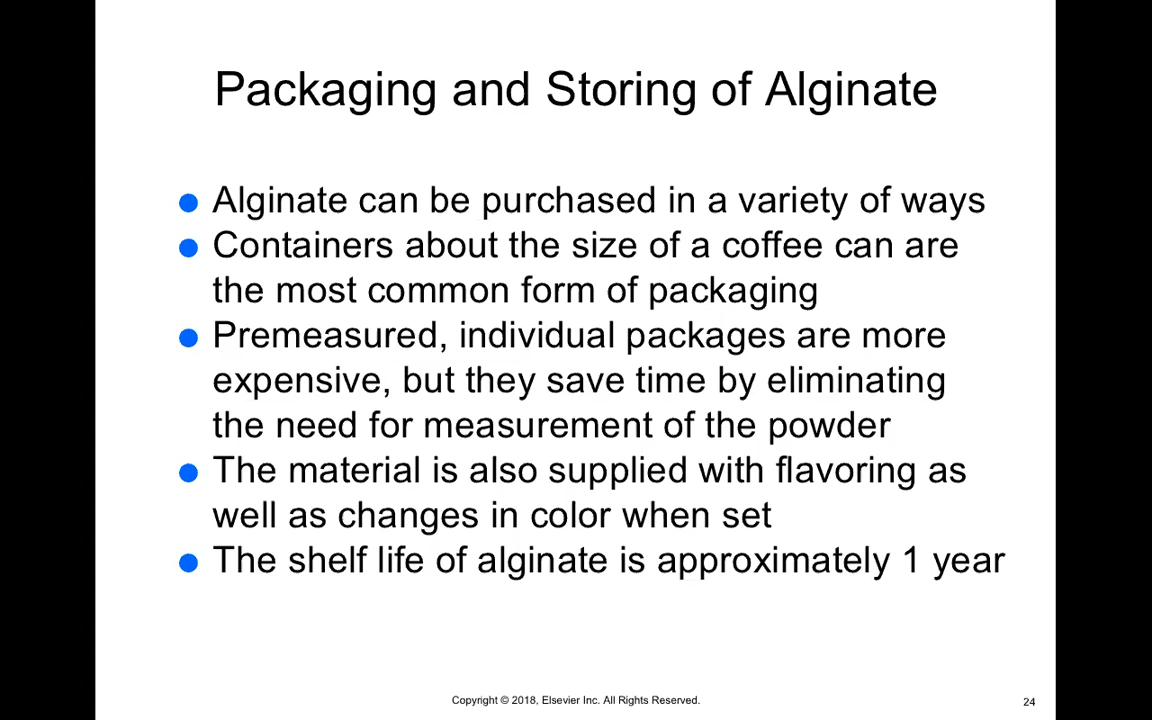 Packaging and Storing of Alginate
● Alginate can be purchased in a variety of ways
● Containers about the size of a coffee can are
the most common form of packaging
● Premeasured, individual packages are more
expensive, but they save time by eliminating
the need for measurement of the powder
● The material is also supplied with flavoring as
well as changes in color when set
● The shelf life of alginate is approximately 1 year
Copyright © 2018, Elsevier Inc. All Rights Reserved.
24